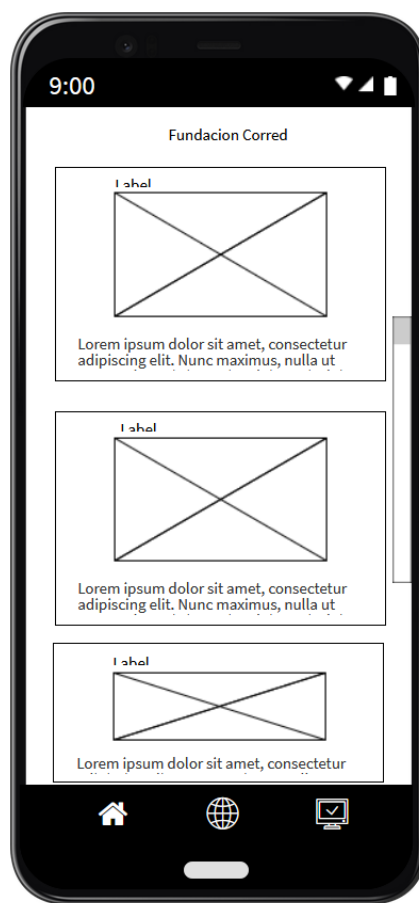 9:00
Fundacion Corred
Label
Lorem ipsum dolor sit amet, consectetur
adipiscing elit. Nunc maximus, nulla ut
Label
Lorem ipsum dolor sit amet, consectetur
adipiscing elit. Nunc maximus, nulla ut
Label
Lorem ipsum dolor sit amet, consectetur